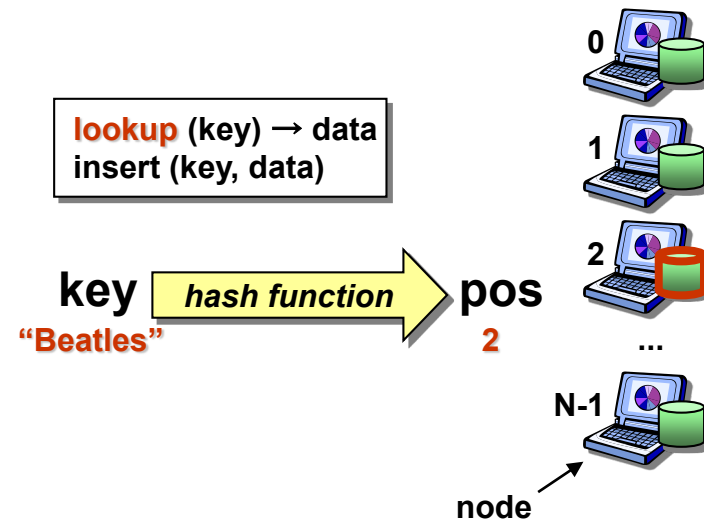 0
lookup (key) → data
insert (key, data)
1
2
key hash function pos
“Beatles” 2
...
N-1
node